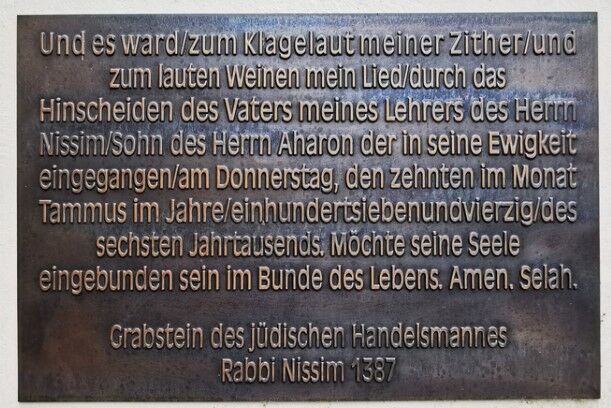 Und es ward/zum Klagelaut meiner Zither/und
zum lauten Weinen mein Lied/durch das
Hinscheiden des Vaters meines Lehrers des Herrn
Nissim/Sohn des Herrn Aharon der in seine Ewigkeit
eingegangen/am Donnerstag, den zehnten im Monat
Tammus im Jahre/einhundertsiebenundvierzig/des
sechsten Jahrtausends. Möchte seine Seele
eingebunden sein im Bunde des Lebens. Amen. Selah.
Grabstein des jüdischen Handelsmannes
Rabbi Nissim 1387